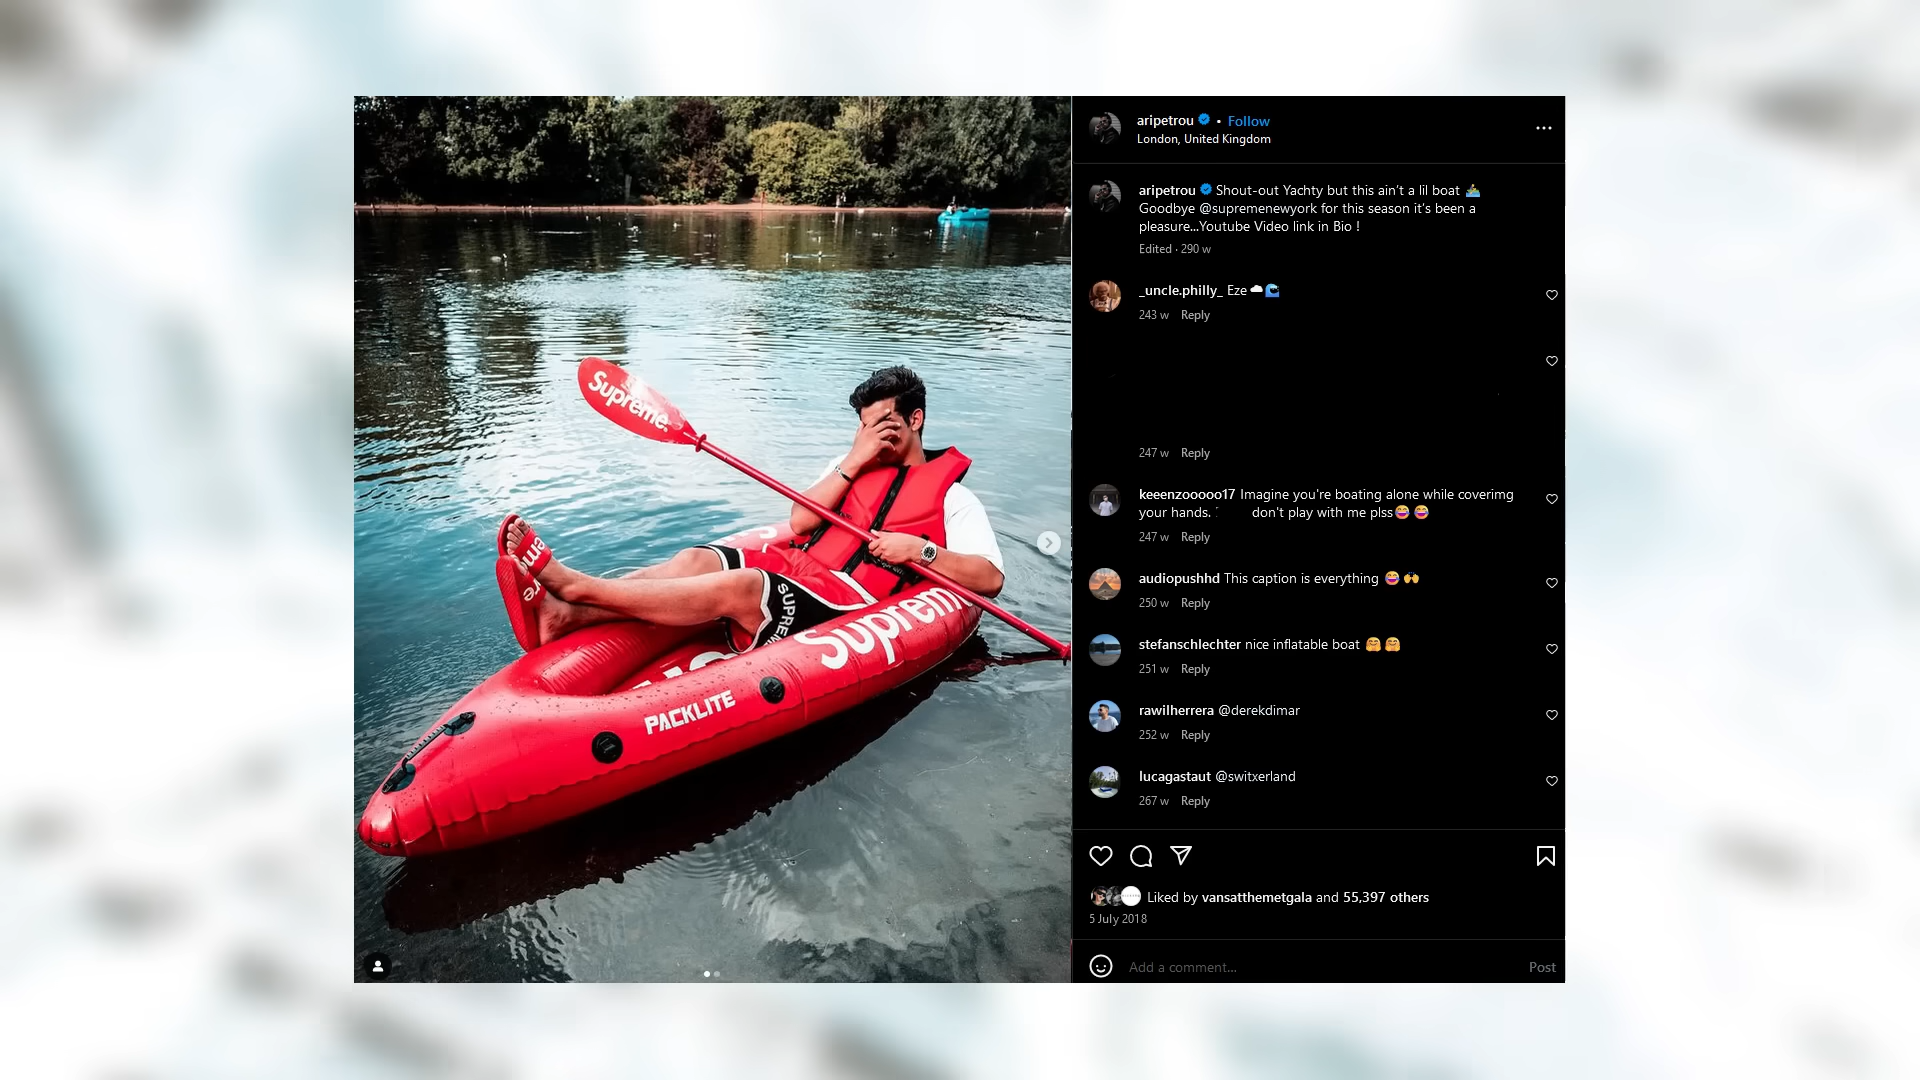 Supreme.
eme
re
SUPREME
Supreme
PACKLITE
aripetrou • Follow
London, United Kingdom
aripetrou Shout-out Yachty but this ain't a lil boat 🚣
Goodbye @supremenewyork for this season it's been a
pleasure...Youtube Video link in Bio !
Edited · 290 w
_uncle.philly_ Eze☁️🌊
243 w Reply
247 w Reply
keeenzooooo17 Imagine you're boating alone while coverimg
your hands. don't play with me plss😂 😂
247 w Reply
audiopushhd This caption is everything 😂 🙌
250 w Reply
stefanschlechter nice inflatable boat 🤗 🤗
251 w Reply
rawilherrera @derekdimar
252 w Reply
lucagastaut @switxerland
267 w Reply
Liked by vansatthemetgala and 55,397 others
5 July 2018
Add a comment... Post